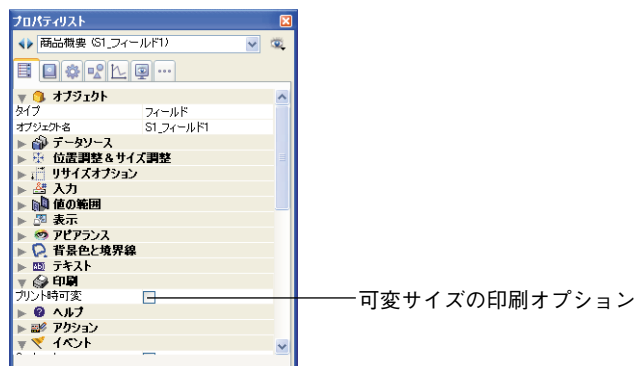 プロパティリスト
商品概要 (S1_フィールド1)
オブジェクト
タイプ フィールド
オブジェクト名 S1_フィールド1
データソース
位置調整＆サイズ調整
リサイズオプション
入力
値の範囲
表示
アピアランス
背景色と境界線
テキスト
印刷
プリント時可変
可変サイズの印刷オプション
ヘルプ
アクション
イベント